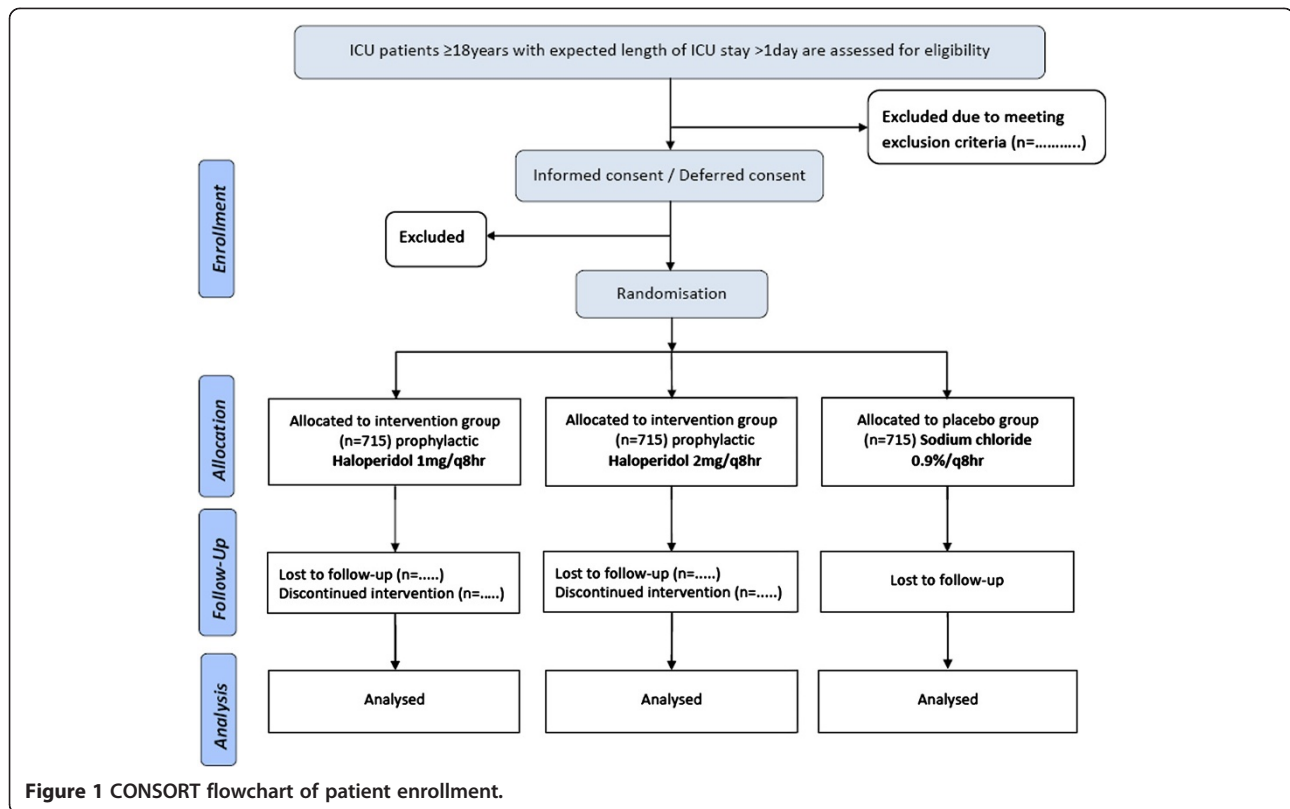 ICU patients ≥18years with expected length of ICU stay >1day are assessed for eligibility
Excluded due to meeting
exclusion criteria (n=...........)
Enrollment
Informed consent / Deferred consent
Excluded
Randomisation
Allocation
Allocated to intervention group
(n=715) prophylactic
Haloperidol 1mg/q8hr
Allocated to intervention group
(n=715) prophylactic
Haloperidol 2mg/q8hr
Allocated to placebo group
(n=715) Sodium chloride
0.9%/q8hr
Follow-Up
Lost to follow-up (n=.....)
Discontinued intervention (n=.....)
Lost to follow-up (n=.....)
Discontinued intervention (n=.....)
Lost to follow-up
Analysis
Analysed
Analysed
Analysed
Figure 1 CONSORT flowchart of patient enrollment.